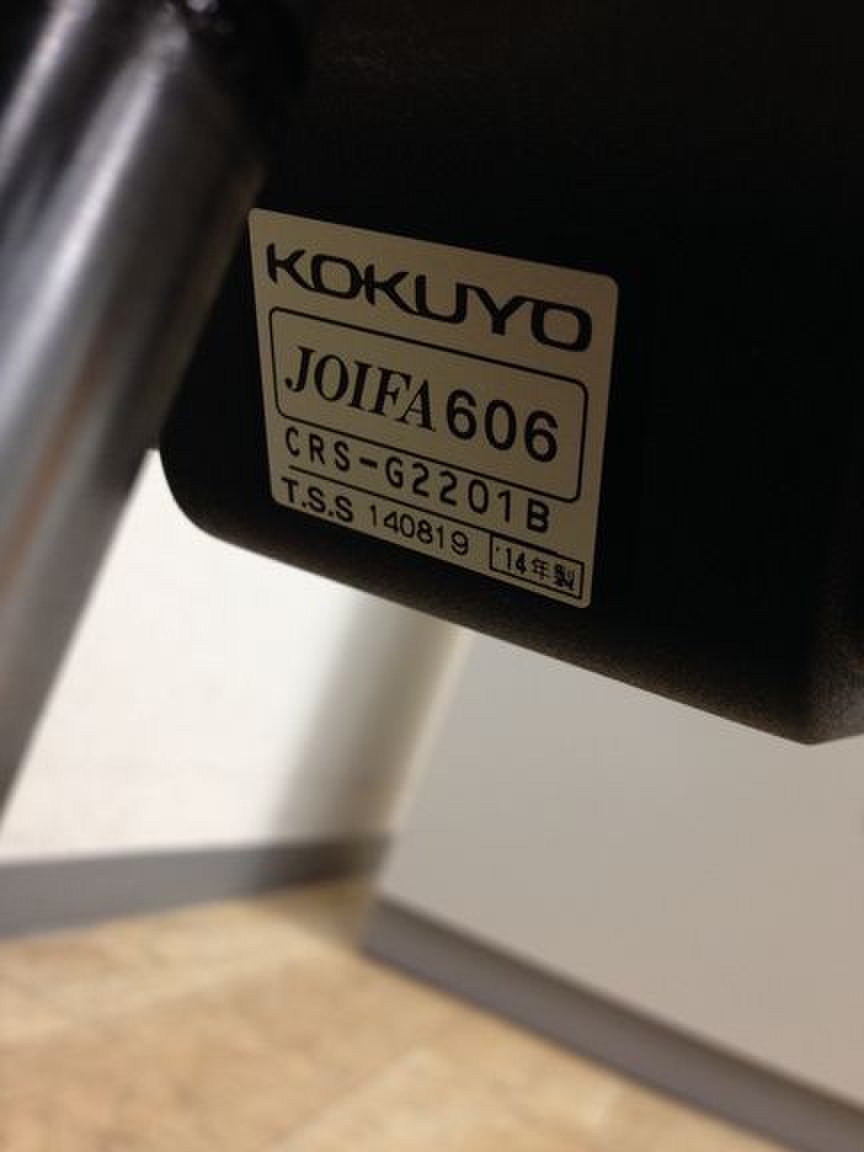 KOKUYO
JOIFA606
CRS-G2201B
T.S.S 140819 '14年製